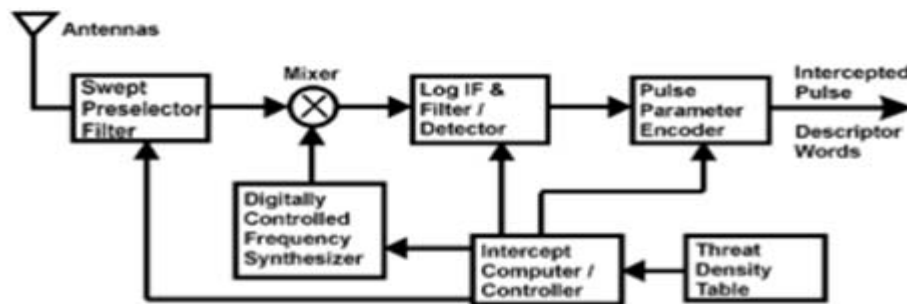 Antennas
Swept
Preselector
Filter
Mixer
Log IF &
Filter /
Detector
Pulse
Parameter
Encoder
Intercepted
Pulse
Descriptor
Words
Digitally
Controlled
Frequency
Synthesizer
Intercept
Computer /
Controller
Threat
Density
Table